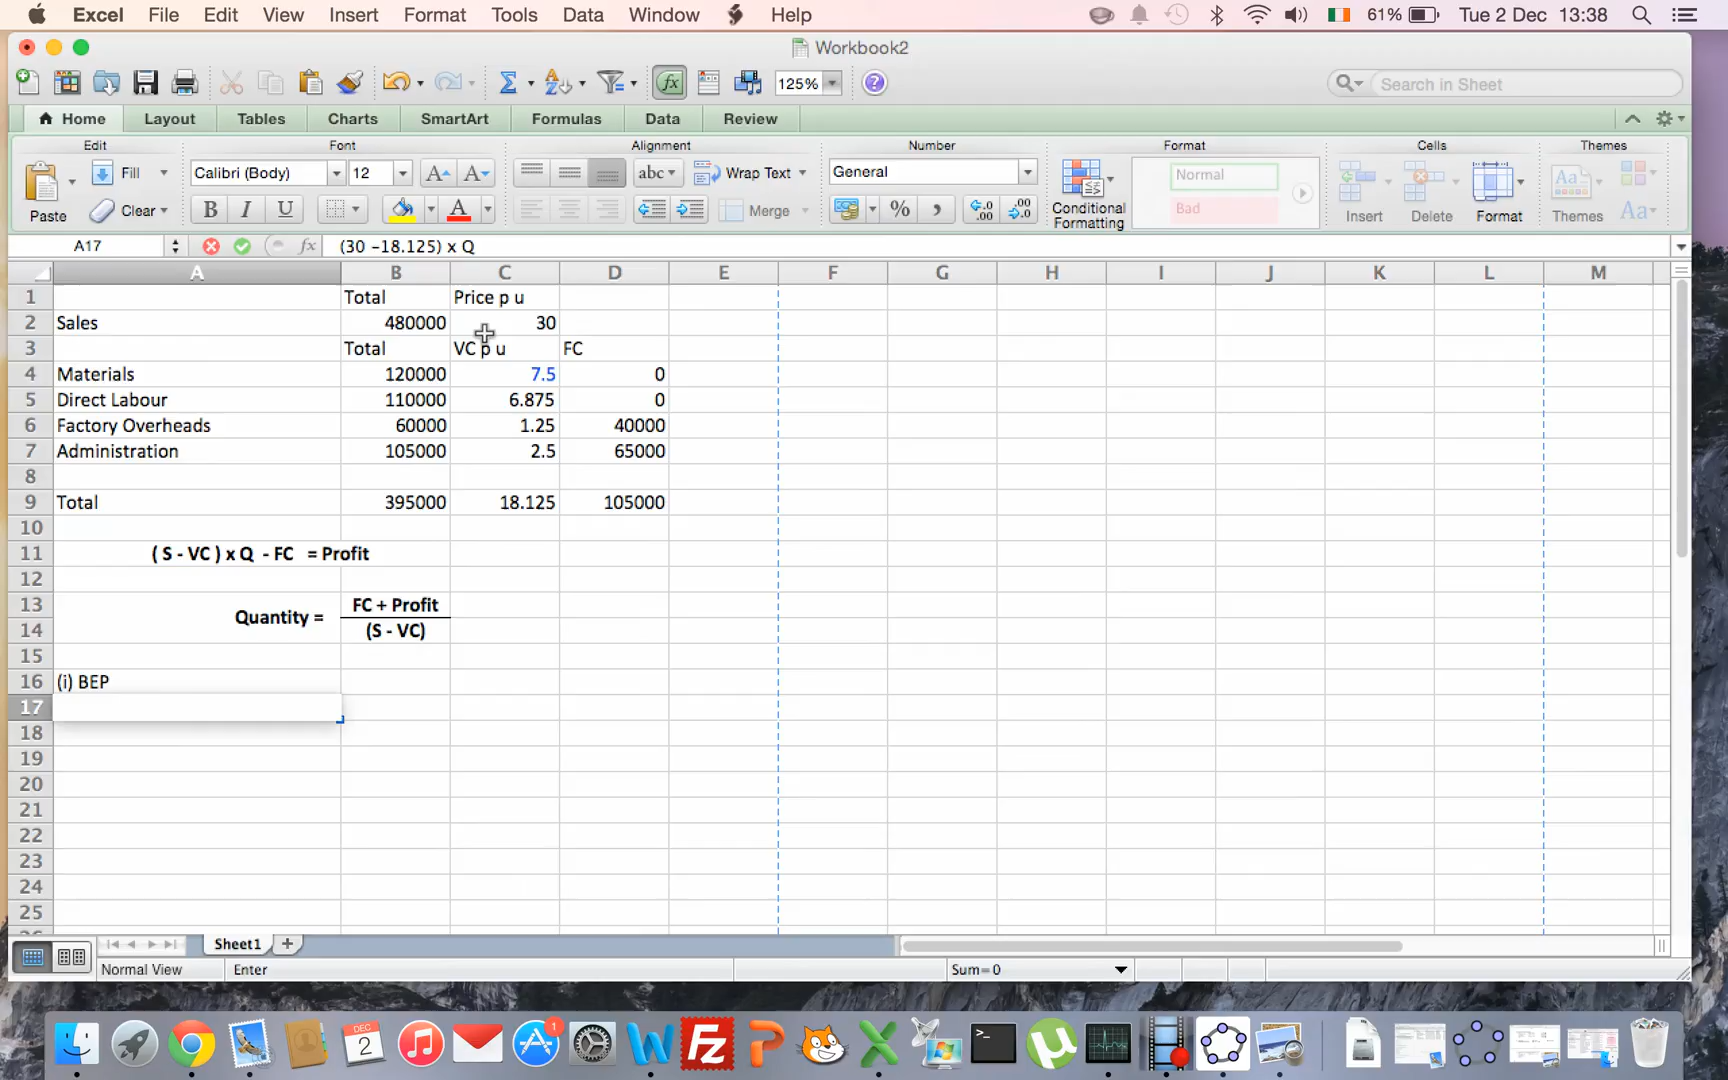 Excel File Edit View Insert Format Tools Data Window Help 61% Tue 2 Dec 13:38
Workbook2
125% Search in Sheet
Home Layout Tables Charts SmartArt Formulas Data Review
Edit Font Alignment Number Format Cells Themes
Fill Calibri (Body) 12 abc Wrap Text General Normal
Paste Clear B I U A Merge % Conditional Formatting Bad Insert Delete Format Themes Aa
A17 fx (30 -18.125) x Q
A B C D E F G H I J K L M
1 Total Price p u
2 Sales 480000 30
3 Total VC p u FC
4 Materials 120000 7.5 0
5 Direct Labour 110000 6.875 0
6 Factory Overheads 60000 1.25 40000
7 Administration 105000 2.5 65000
8
9 Total 395000 18.125 105000
10
11 ( S - VC ) x Q - FC = Profit
12
13 FC + Profit
Quantity =
14 (S - VC)
15
16 (i) BEP
17
18
19
20
21
22
23
24
25
Sheet1
Normal View Enter Sum=0
DEC 2 1 W Fz P X